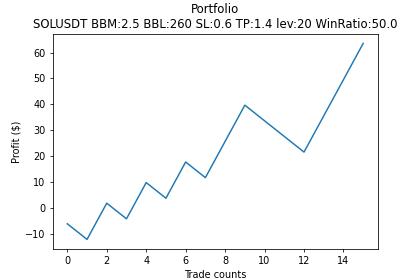 Portfolio
SOLUSDT BBM:2.5 BBL:260 SL:0.6 TP:1.4 lev:20 WinRatio:50.0
Profit ($)
60
50
40
30
20
10
0
−10
0 2 4 6 8 10 12 14
Trade counts